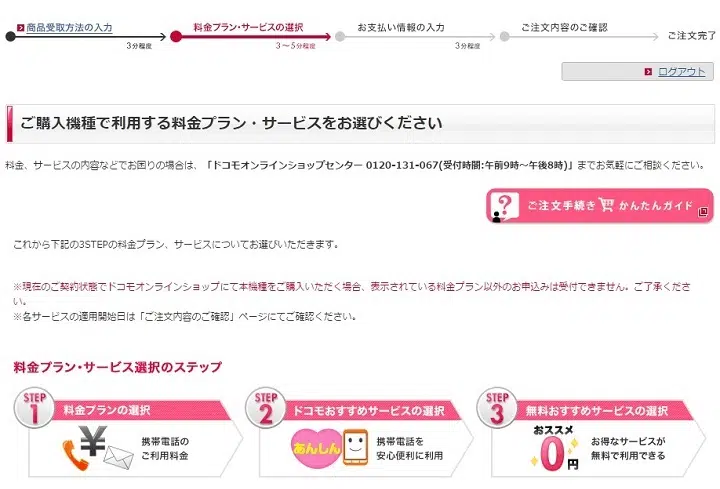 商品受取方法の入力
料金プラン・サービスの選択
お支払い情報の入力
ご注文内容のご確認
ご注文完了
3分程度
3～5分程度
3分程度
ログアウト
ご購入機種で利用する料金プラン・サービスをお選びください
料金、サービスの内容などでお困りの場合は、「ドコモオンラインショップセンター 0120-131-067(受付時間:午前9時～午後8時)」までお気軽にご相談ください。
ご注文手続き かんたんガイド
これから下記の3STEPの料金プラン、サービスについてお選びいただきます。
※現在のご契約状態でドコモオンラインショップにて本機種をご購入いただく場合、表示されている料金プラン以外のお申込みは受付できません。ご了承くださ
い。
※各サービスの運用開始日は「ご注文内容のご確認」ページにてご確認ください。
料金プラン・サービス選択のステップ
STEP
1
料金プランの選択
¥
携帯電話の
ご利用料金
STEP
2
ドコモおすすめサービスの選択
あんしん
携帯電話を
安心便利に利用
STEP
3
無料おすすめサービスの選択
おススメ
0円
お得なサービスが
無料で利用できる